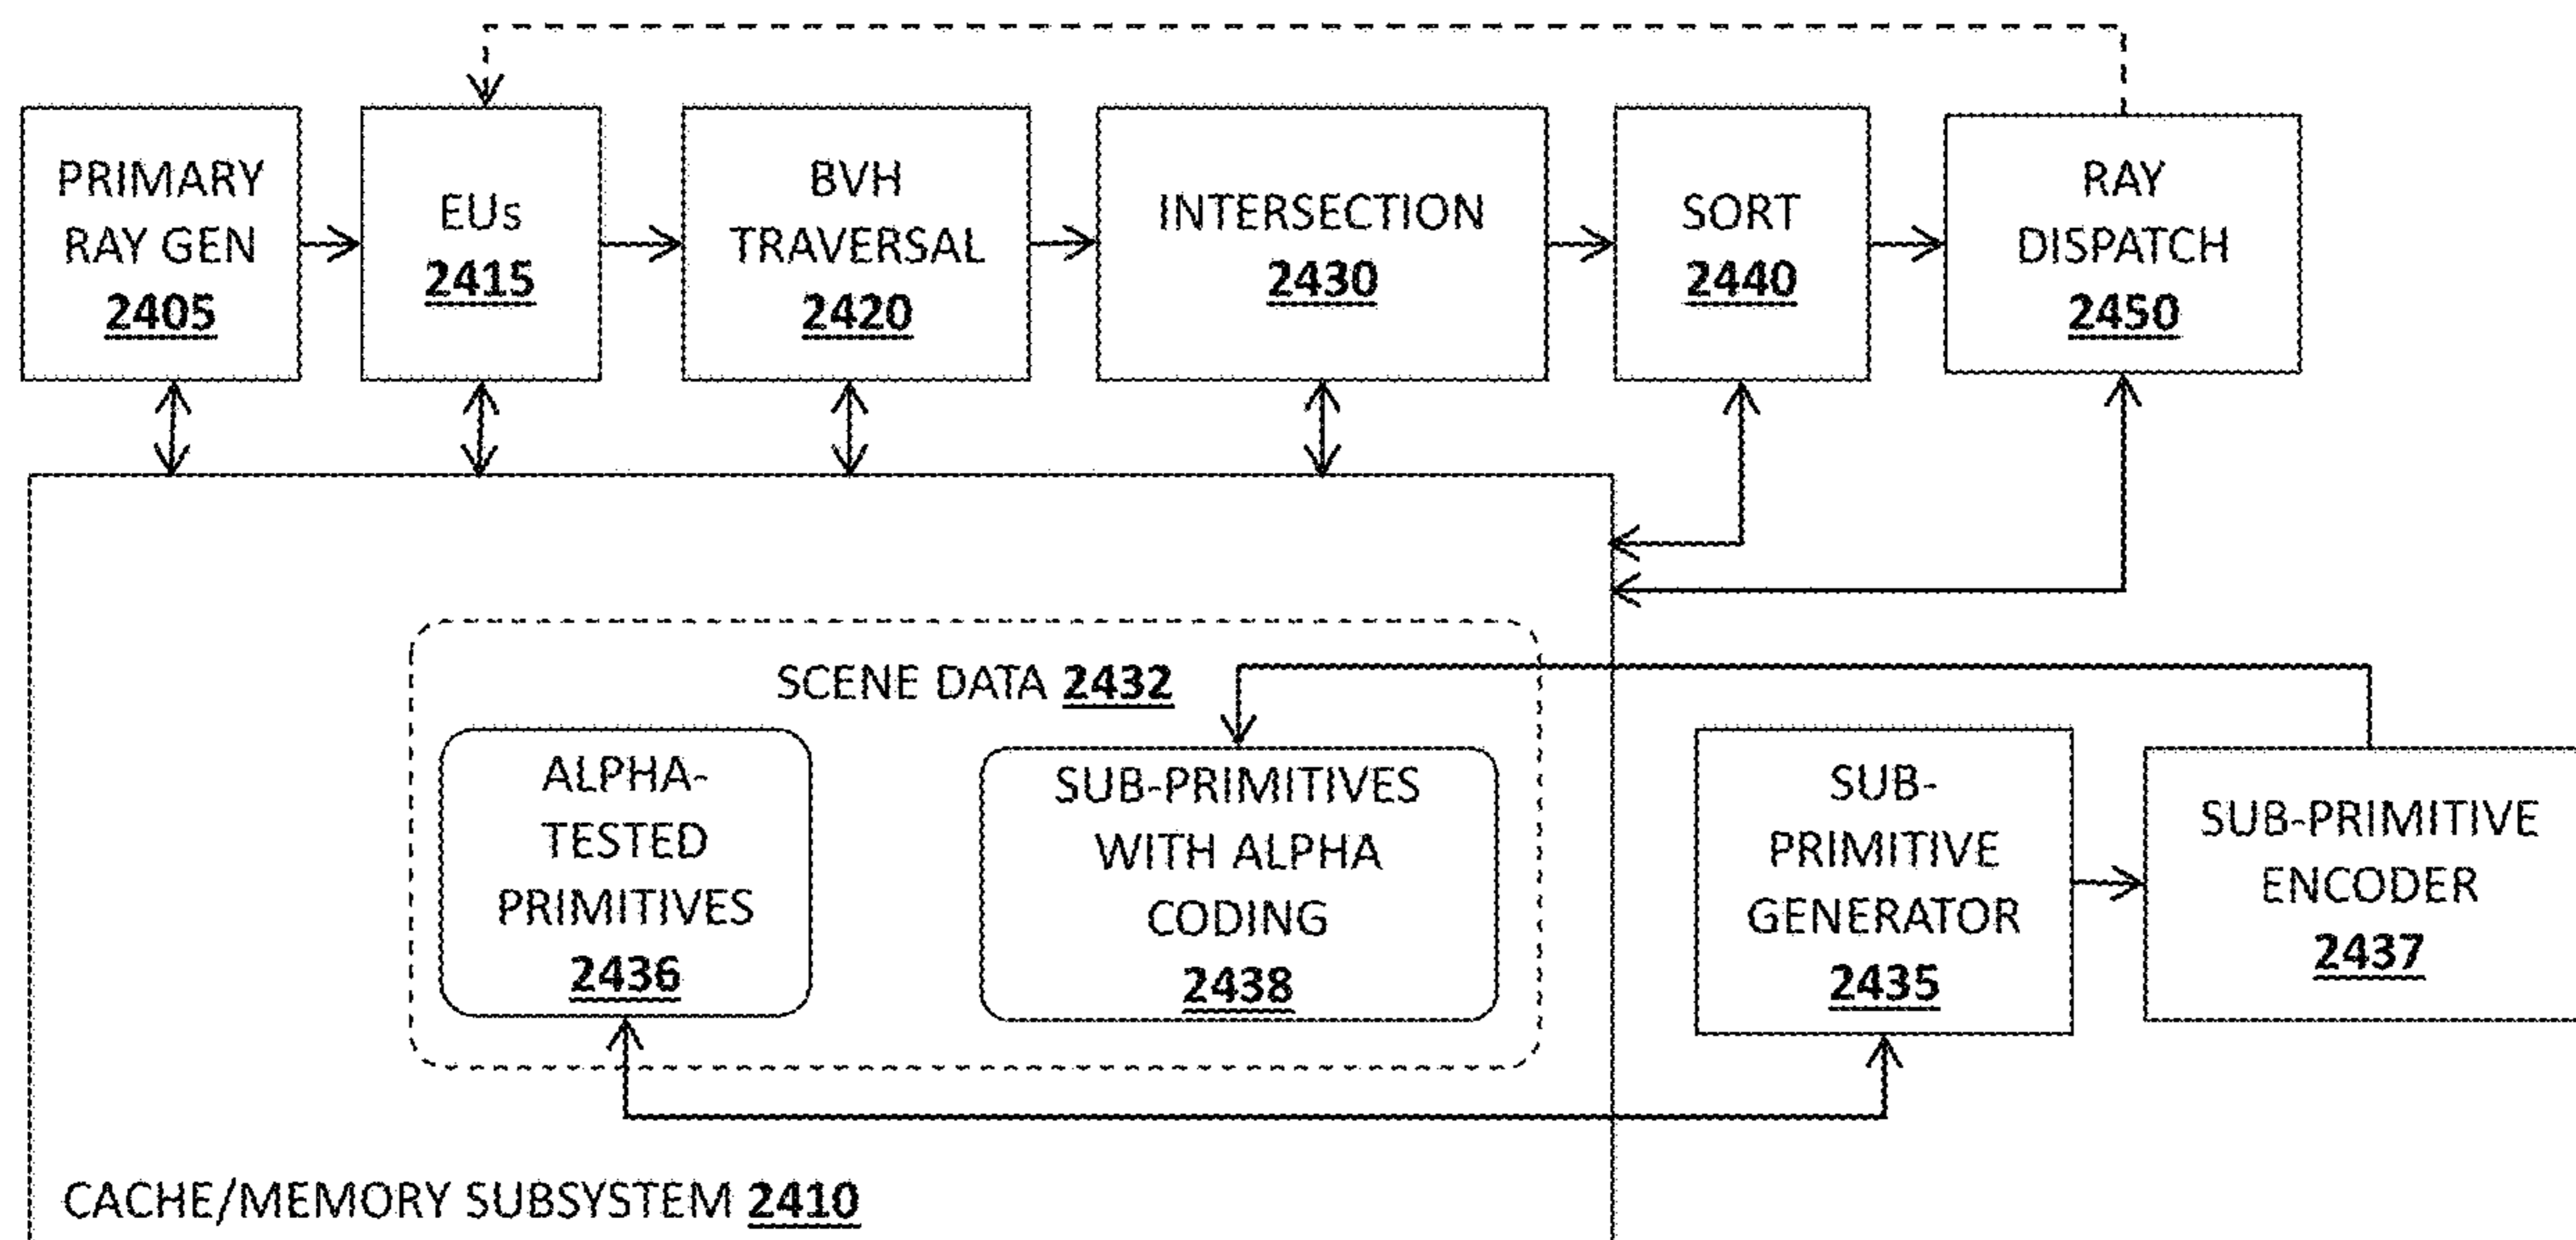 PRIMARY
RAY GEN
2405
EUs
2415
BVH
TRAVERSAL
2420
INTERSECTION
2430
SORT
2440
RAY
DISPATCH
2450
SCENE DATA 2432
ALPHA-
TESTED
PRIMITIVES
2436
SUB-PRIMITIVES
WITH ALPHA
CODING
2438
SUB-
PRIMITIVE
GENERATOR
2435
SUB-PRIMITIVE
ENCODER
2437
CACHE/MEMORY SUBSYSTEM 2410